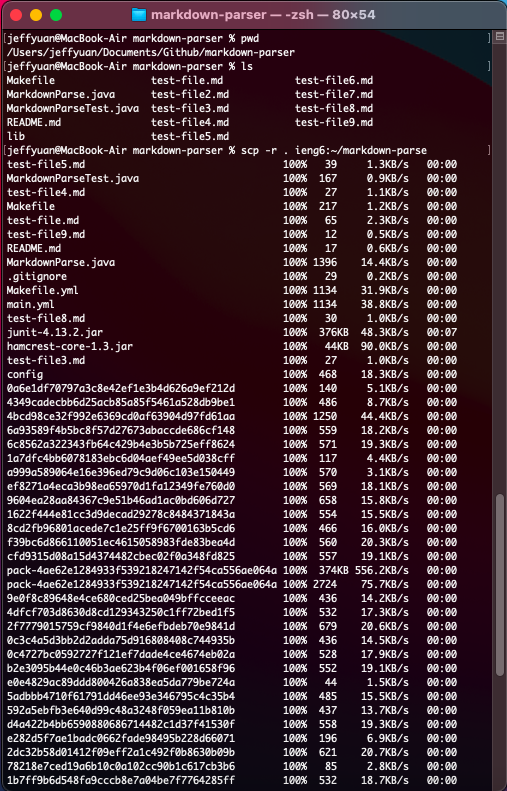 markdown-parser — -zsh — 80×54
[jeffyuan@MacBook-Air markdown-parser % pwd ]
/Users/jeffyuan/Documents/Github/markdown-parser
[jeffyuan@MacBook-Air markdown-parser % ls ]
Makefile test-file.md test-file6.md
MarkdownParse.java test-file2.md test-file7.md
MarkdownParseTest.java test-file3.md test-file8.md
README.md test-file4.md test-file9.md
lib test-file5.md
[jeffyuan@MacBook-Air markdown-parser % scp -r . ieng6:~/markdown-parse ]
test-file5.md 100% 39 1.3KB/s 00:00
MarkdownParseTest.java 100% 167 0.9KB/s 00:00
test-file4.md 100% 27 1.1KB/s 00:00
Makefile 100% 217 1.2KB/s 00:00
test-file.md 100% 65 2.3KB/s 00:00
test-file9.md 100% 12 0.5KB/s 00:00
README.md 100% 17 0.6KB/s 00:00
MarkdownParse.java 100% 1396 14.4KB/s 00:00
.gitignore 100% 29 0.2KB/s 00:00
Makefile.yml 100% 1134 31.9KB/s 00:00
main.yml 100% 1134 38.8KB/s 00:00
test-file8.md 100% 30 1.0KB/s 00:00
junit-4.13.2.jar 100% 376KB 48.3KB/s 00:07
hamcrest-core-1.3.jar 100% 44KB 90.0KB/s 00:00
test-file3.md 100% 27 1.0KB/s 00:00
config 100% 468 18.3KB/s 00:00
0a6e1df70797a3c8e42ef1e3b4d626a9ef212d 100% 140 5.1KB/s 00:00
4349cadecbb6d25acb85a85f5461a528db9be1 100% 486 8.7KB/s 00:00
4bcd98ce32f992e6369cd0af63904d97fd61aa 100% 1250 44.4KB/s 00:00
6a93589f4b5bc8f57d27673abaccde686cf148 100% 559 18.2KB/s 00:00
6c8562a322343fb64c429b4e3b5b725eff8624 100% 571 19.3KB/s 00:00
1a7dfc4bb6078183ebc6d04aef49ee5d038cff 100% 117 4.4KB/s 00:00
a999a589064e16e396ed79c9d06c103e150449 100% 570 3.1KB/s 00:00
ef8271a4eca3b98ea65970d1fa12349fe760d0 100% 569 18.1KB/s 00:00
9604ea28aa84367c9e51b46ad1ac0bd606d727 100% 658 15.8KB/s 00:00
1622f444e81cc3d9decad29278c8484371843a 100% 554 15.5KB/s 00:00
8cd2fb96801acede7c1e25ff9f6700163b5cd6 100% 466 16.0KB/s 00:00
f39bc6d866110051ec4615058983fde83bea4d 100% 560 20.3KB/s 00:00
cfd9315d08a15d4374482cbec02f0a348fd825 100% 557 19.1KB/s 00:00
pack-4ae62e1284933f539218247142f54ca556ae064a 100% 374KB 556.2KB/s 00:00
pack-4ae62e1284933f539218247142f54ca556ae064a 100% 2724 75.7KB/s 00:00
9e0f8c89648e4ce680ced25bea049bffcceeac 100% 436 14.2KB/s 00:00
4dfcf703d8630d8cd129343250c1ff72bed1f5 100% 532 17.3KB/s 00:00
2f7779015759cf9840d1f4e6efbdeb70e9841d 100% 679 20.6KB/s 00:00
0c3c4a5d3bb2d2adda75d916808408c744935b 100% 436 14.5KB/s 00:00
0c4727bc0592727f121ef7dade4ce4674eb02a 100% 528 17.9KB/s 00:00
b2e3095b44e0c46b3ae623b4f06ef001658f96 100% 552 19.1KB/s 00:00
e0e4829ac89ddd800426a838ea5da779be724a 100% 44 1.5KB/s 00:00
5adbbb4710f61791dd46ee93e346795c4c35b4 100% 485 15.5KB/s 00:00
592a5ebfb3e640d99c48a3248f059ea11b810b 100% 437 13.7KB/s 00:00
d4a422b4bb6590880686714482c1d37f41530f 100% 558 19.3KB/s 00:00
e282d5f7ae1badc0662fade98495b228d66071 100% 196 6.9KB/s 00:00
2dc32b58d01412f09eff2a1c492f0b8630b09b 100% 621 20.7KB/s 00:00
78218e7ced19a6b10c0a102cc90b1c617cb3b6 100% 85 2.8KB/s 00:00
1b7ff9b6d548fa9cccb8e7a04be7f7764285ff 100% 532 18.7KB/s 00:00